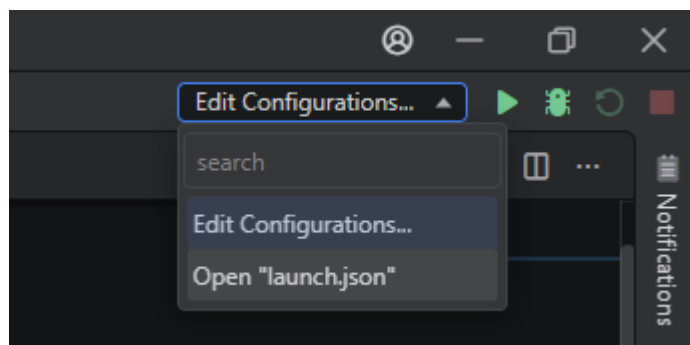 Edit Configurations...
search
Edit Configurations...
Open "launch.json"
Notifications